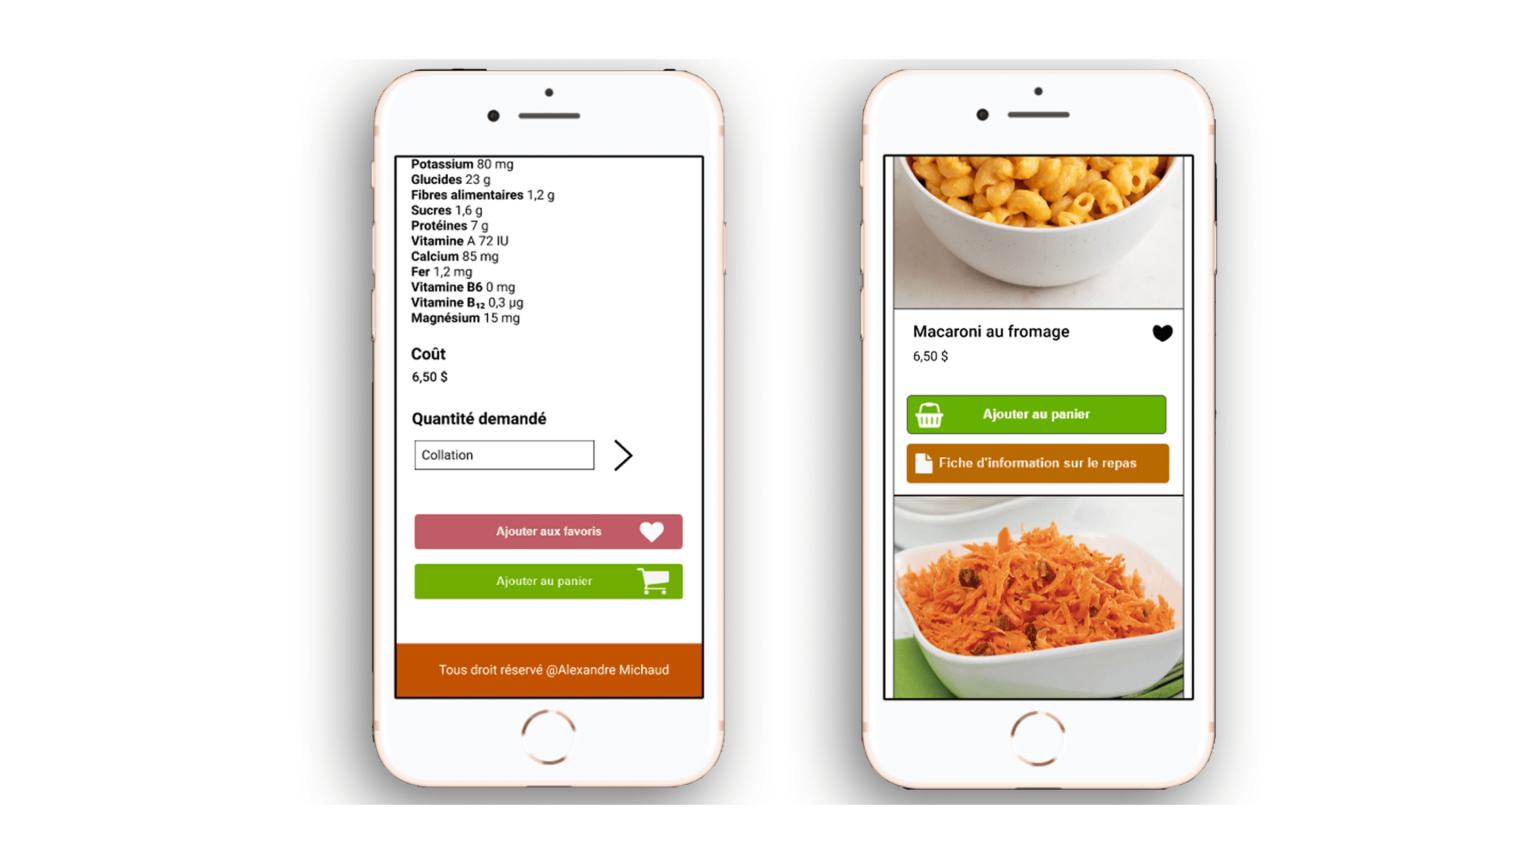 Potassium 80 mg
Glucides 23 g
Fibres alimentaires 1,2 g
Sucres 1,6 g
Protéines 7 g
Vitamine A 72 IU
Calcium 85 mg
Fer 1,2 mg
Vitamine B6 0 mg
Vitamine B₁₂ 0,3 µg
Magnésium 15 mg
Coût
6,50 $
Quantité demandé
Collation
Ajouter aux favoris
Ajouter au panier
Tous droit réservé @Alexandre Michaud
Macaroni au fromage
6,50 $
Ajouter au panier
Fiche d'information sur le repas